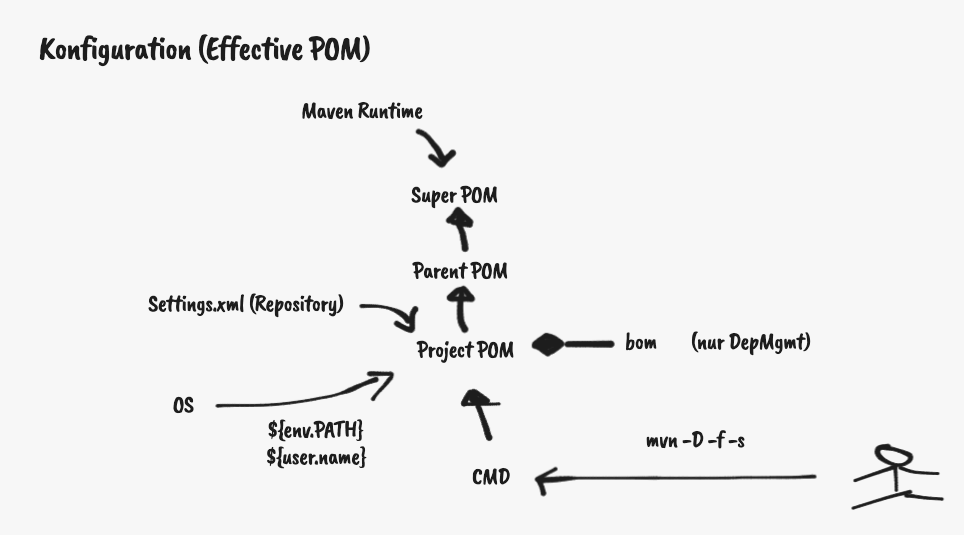 Konfiguration (Effective POM)
Maven Runtime
Super POM
Parent POM
Settings.xml (Repository)
Project POM
bom (nur DepMgmt)
OS
${env.PATH}
${user.name}
mvn -D -f -s
CMD